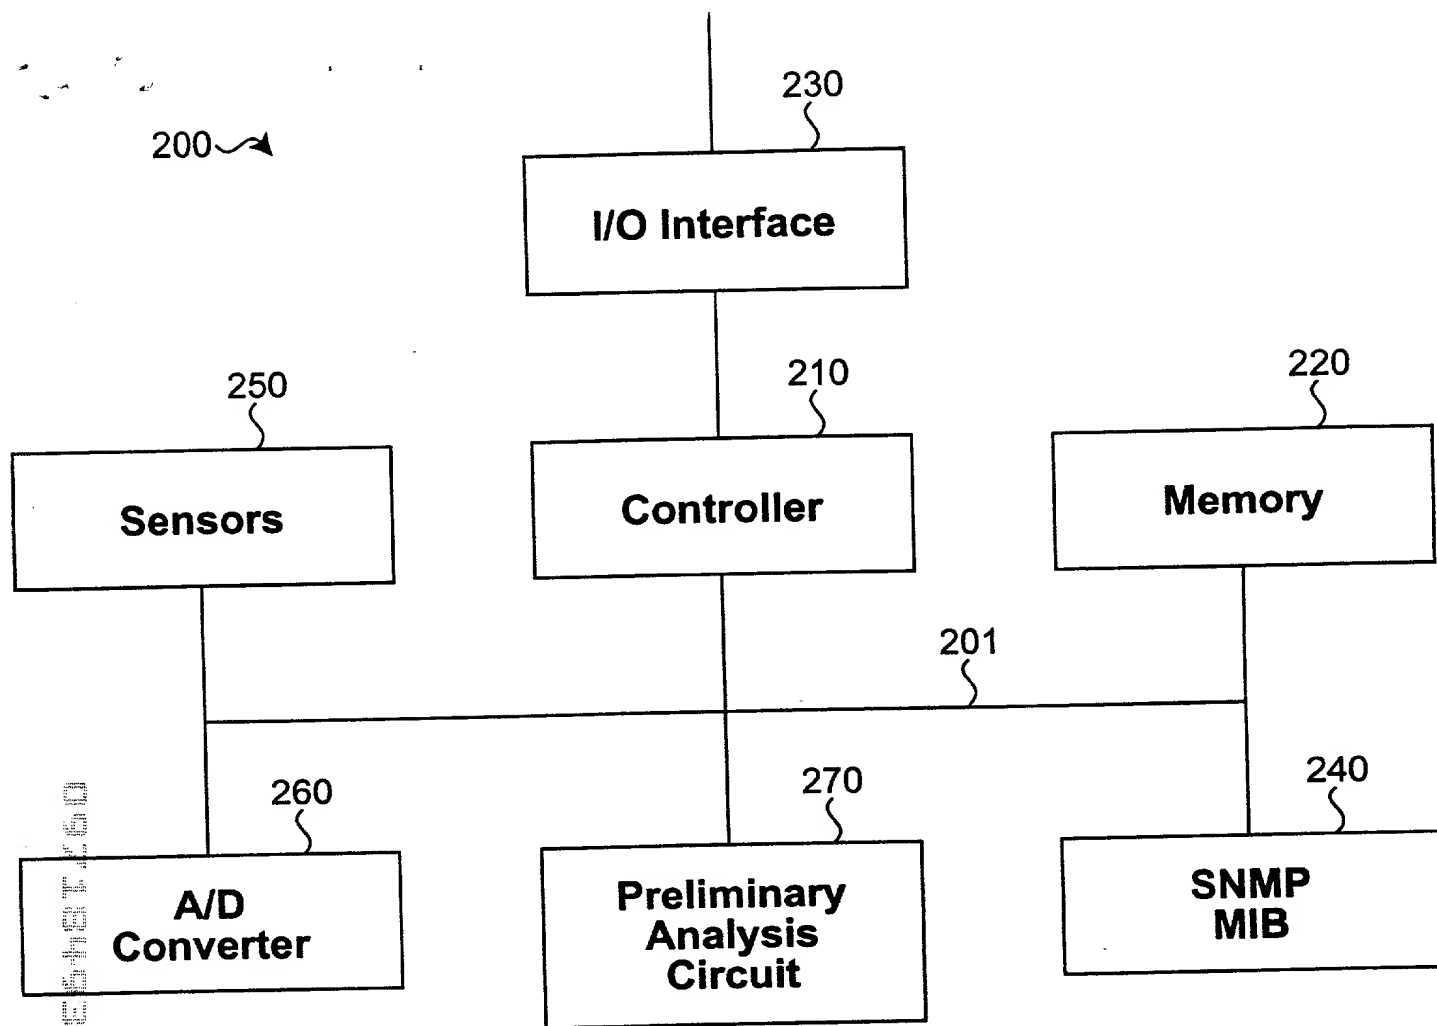 230
200
I/O Interface
250
210
220
Sensors
Controller
Memory
201
260
270
240
A/D
Converter
Preliminary
Analysis
Circuit
SNMP
MIB